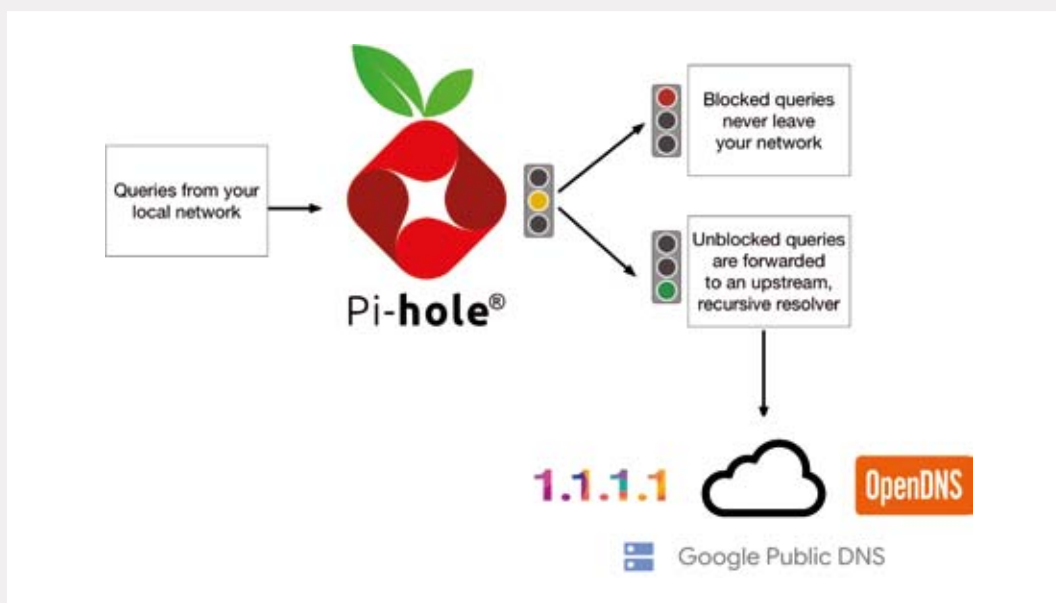 Queries from your
local network
Pi-hole®
Blocked queries
never leave
your network
Unblocked queries
are forwarded
to an upstream,
recursive resolver
1.1.1.1
OpenDNS
Google Public DNS